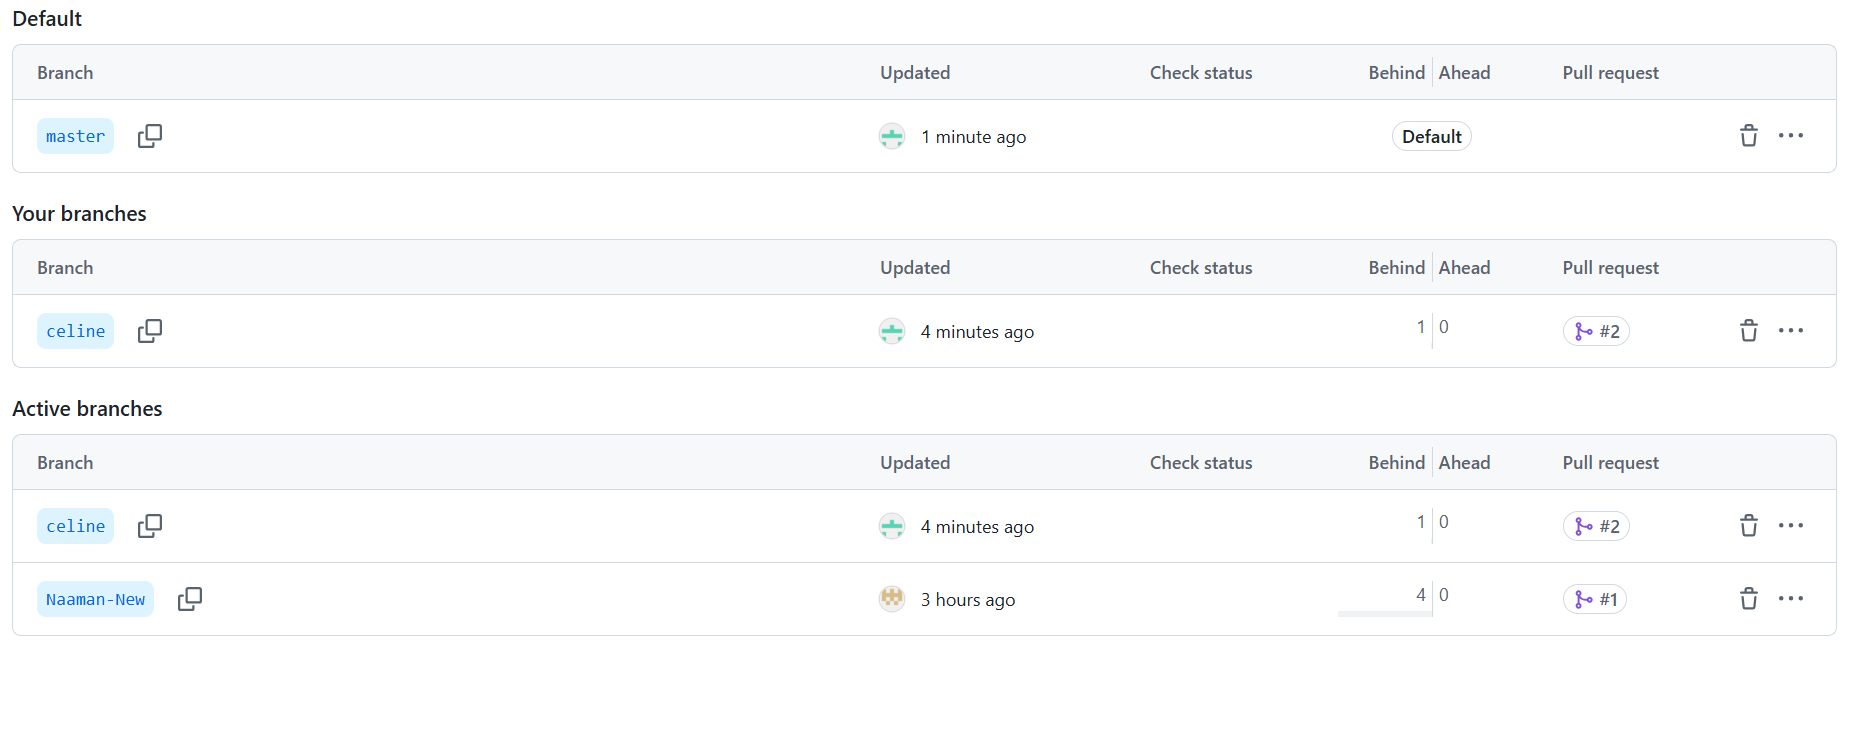 Default
Branch Updated Check status Behind Ahead Pull request
master 1 minute ago Default
Your branches
Branch Updated Check status Behind Ahead Pull request
celine 4 minutes ago 1 0 #2
Active branches
Branch Updated Check status Behind Ahead Pull request
celine 4 minutes ago 1 0 #2
Naaman-New 3 hours ago 4 0 #1